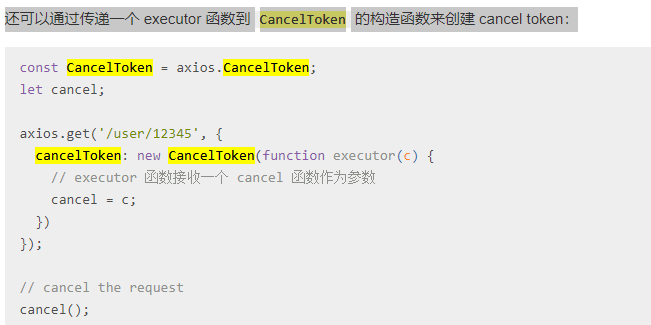 还可以通过传递一个 executor 函数到 CancelToken 的构造函数来创建 cancel token：
const CancelToken = axios.CancelToken;
let cancel;
axios.get('/user/12345', {
cancelToken: new CancelToken(function executor(c) {
// executor 函数接收一个 cancel 函数作为参数
cancel = c;
})
});
// cancel the request
cancel();